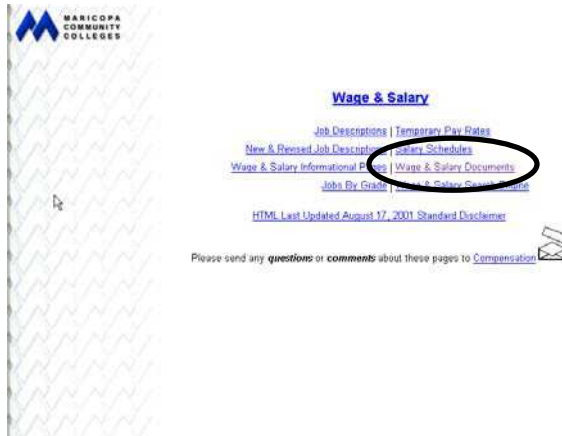 MARICOPA
COMMUNITY
COLLEGES
Wage & Salary
Job Descriptions | Temporary Pay Rates
New & Revised Job Descriptions | Salary Schedules
Wage & Salary Informational Pages | Wage & Salary Documents
Jobs By Grade | Wage & Salary Search Engine
HTML Last Updated August 17, 2001 Standard Disclaimer
Please send any questions or comments about these pages to Compensation